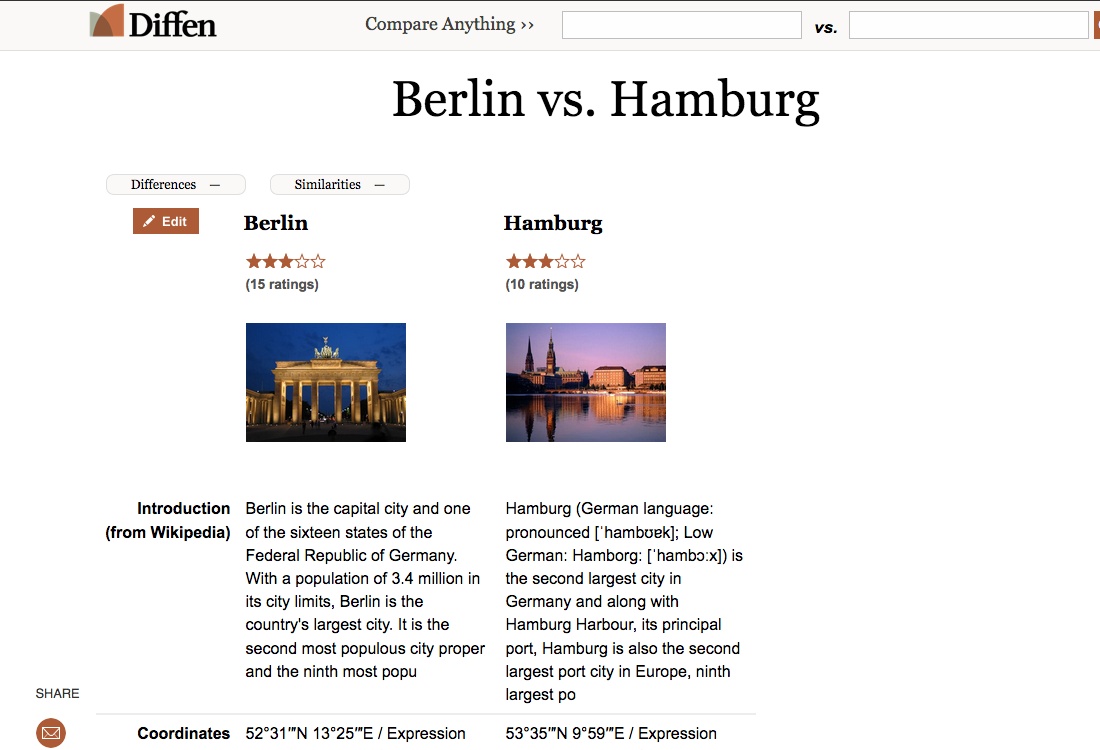 Diffen
Compare Anything ››
vs.
Berlin vs. Hamburg
Differences —
Similarities —
Edit
Berlin
Hamburg
(15 ratings)
(10 ratings)
Introduction
(from Wikipedia)
Berlin is the capital city and one
of the sixteen states of the
Federal Republic of Germany.
With a population of 3.4 million in
its city limits, Berlin is the
country's largest city. It is the
second most populous city proper
and the ninth most popu
Hamburg (German language:
pronounced [ˈhambʊɐk]; Low
German: Hamborg: [ˈhambɔːx]) is
the second largest city in
Germany and along with
Hamburg Harbour, its principal
port, Hamburg is also the second
largest port city in Europe, ninth
largest po
SHARE
Coordinates
52°31′″N 13°25′″E / Expression
53°35′″N 9°59′″E / Expression